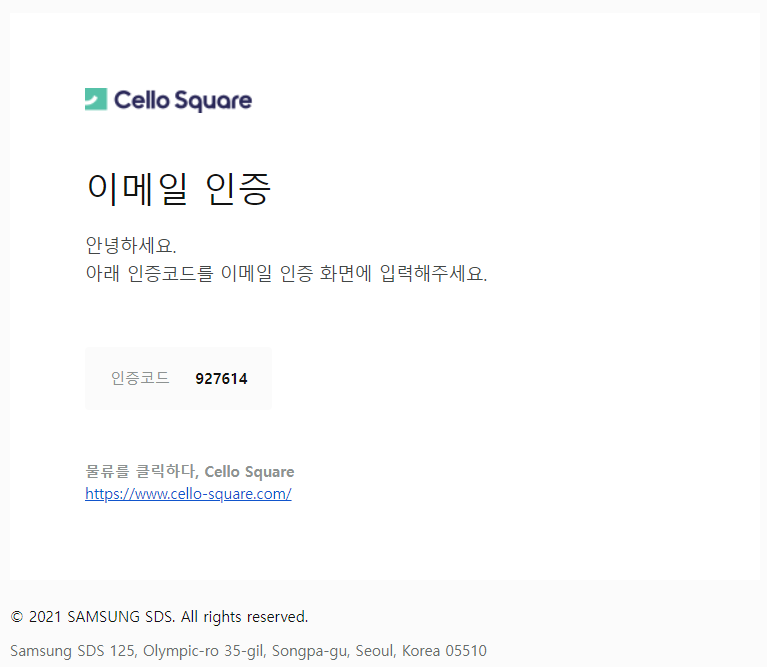 Cello Square
이메일 인증
안녕하세요.
아래 인증코드를 이메일 인증 화면에 입력해주세요.
인증코드 927614
물류를 클릭하다, Cello Square
https://www.cello-square.com/
© 2021 SAMSUNG SDS. All rights reserved.
Samsung SDS 125, Olympic-ro 35-gil, Songpa-gu, Seoul, Korea 05510